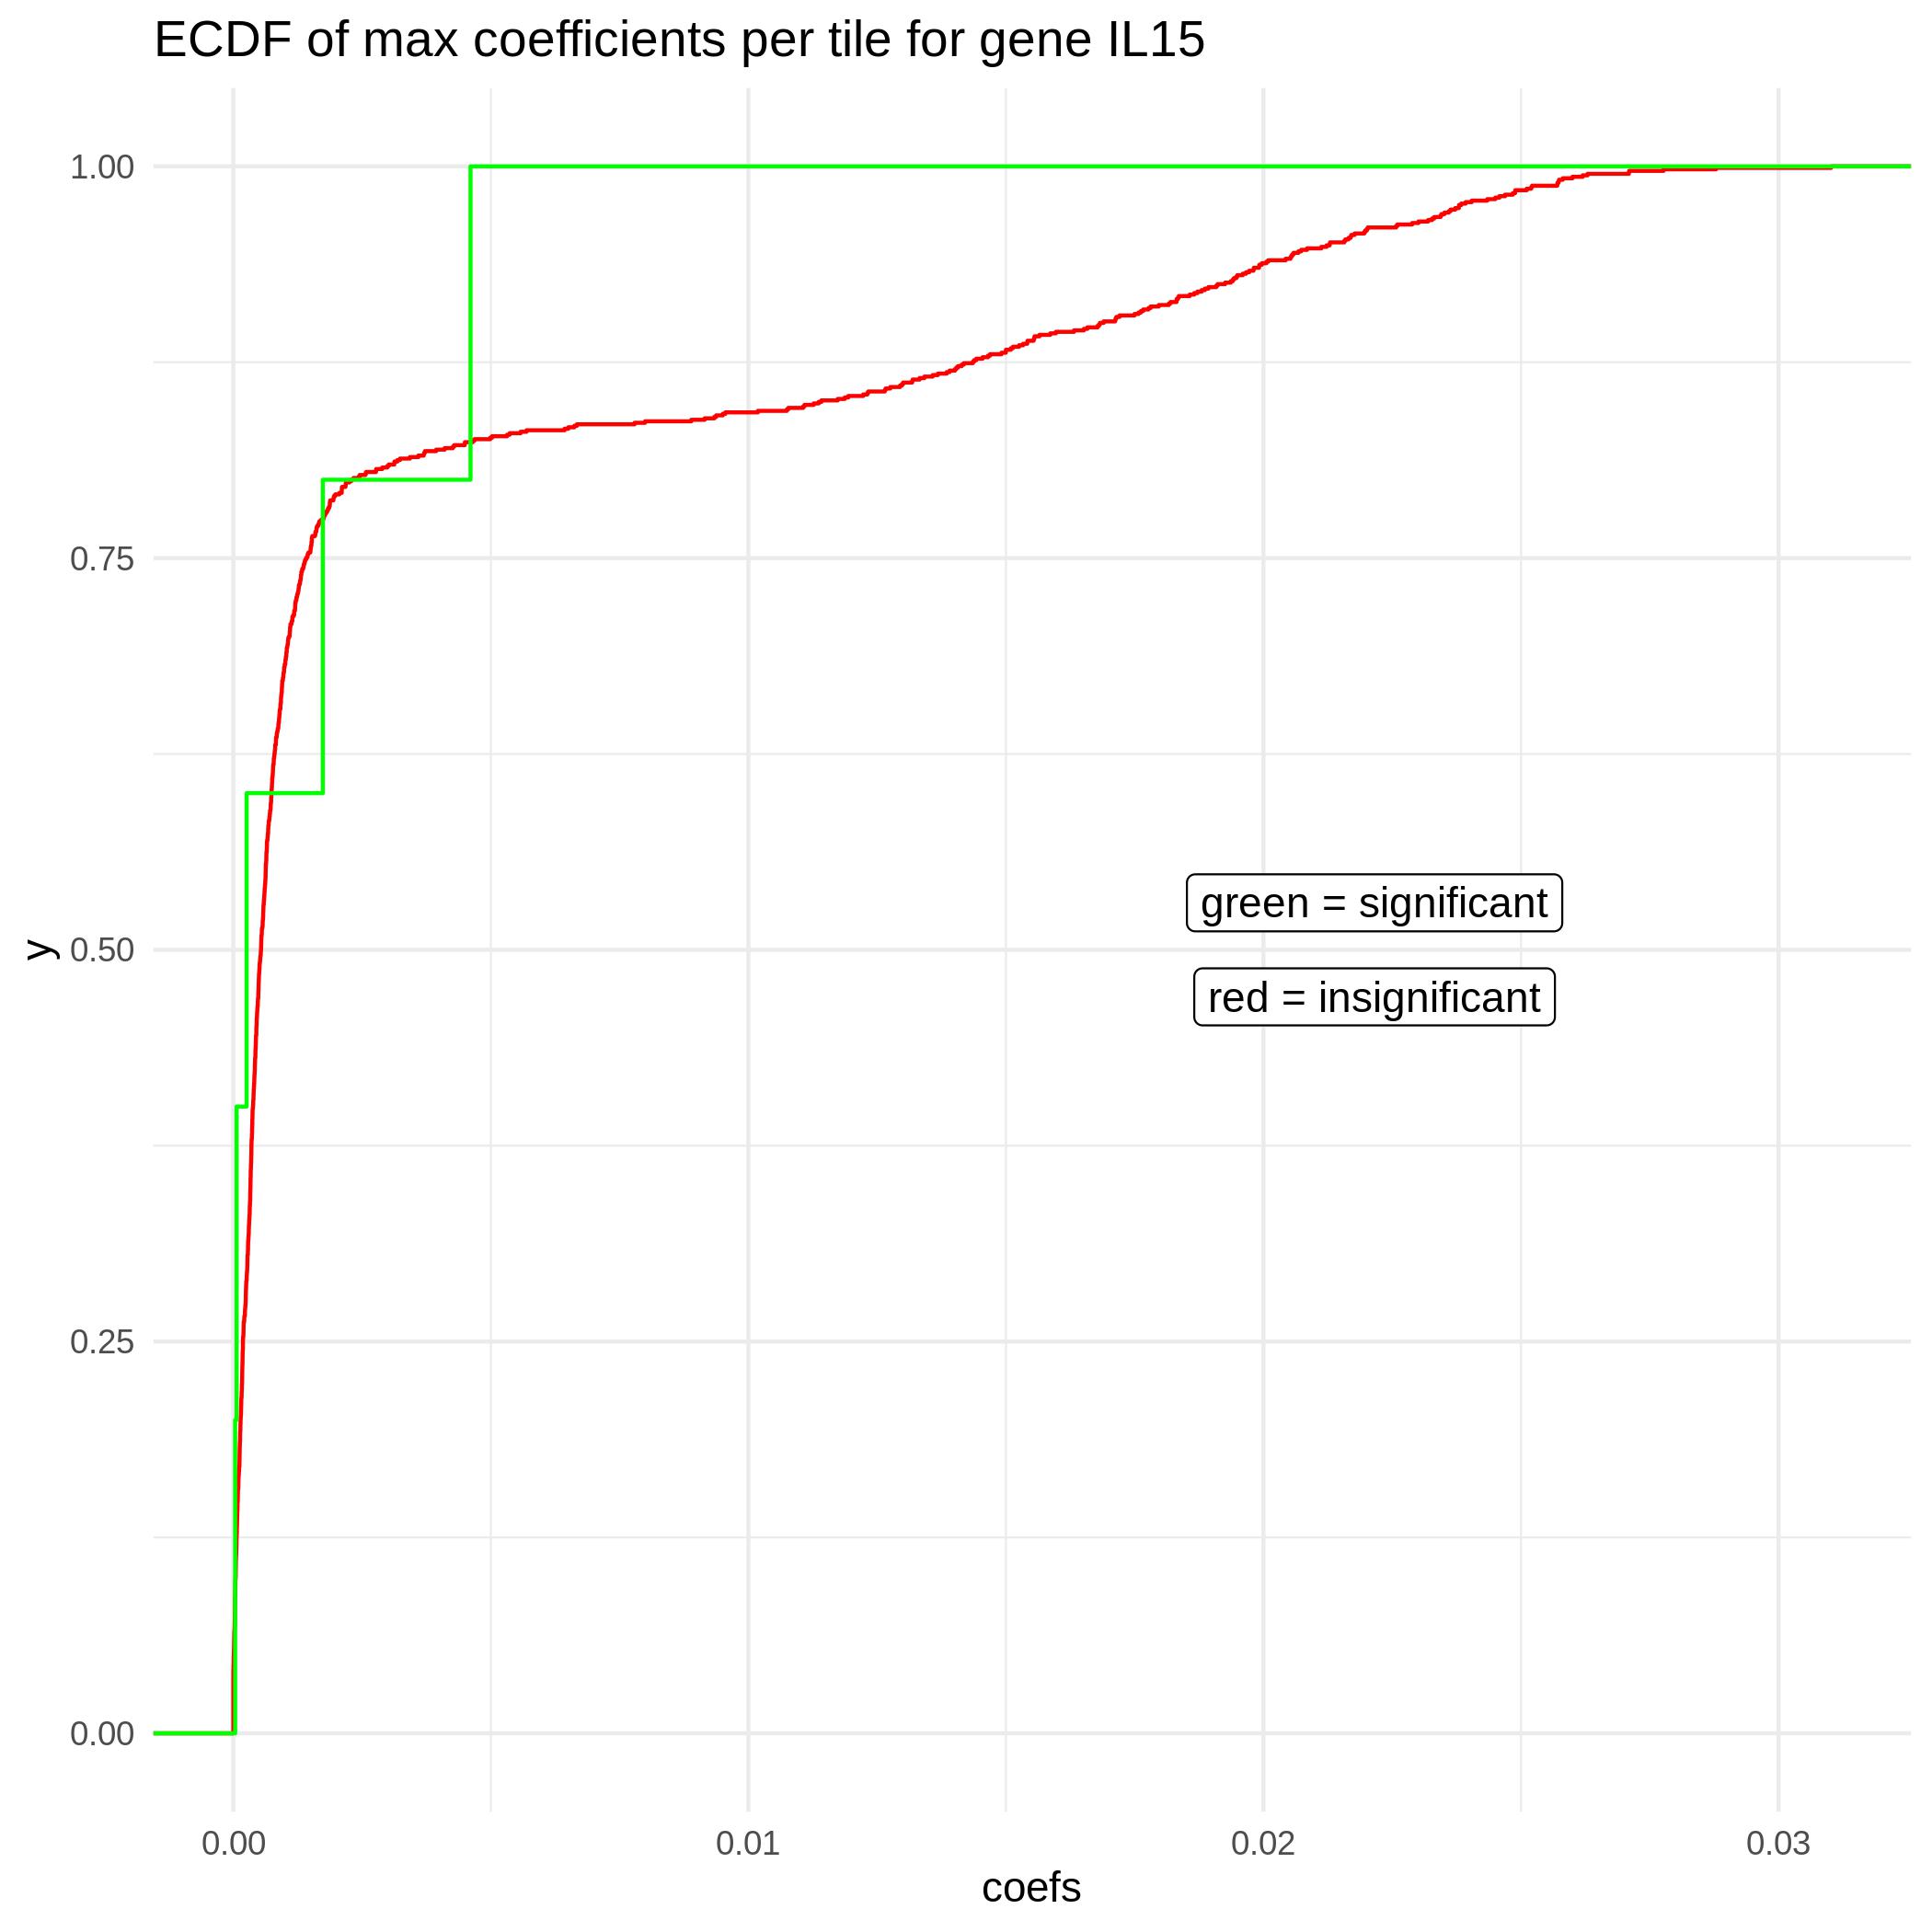 ECDF of max coefficients per tile for gene IL15
1.00
0.75
0.50
0.25
0.00
y
green = significant
red = insignificant
0.00 0.01 0.02 0.03
coefs